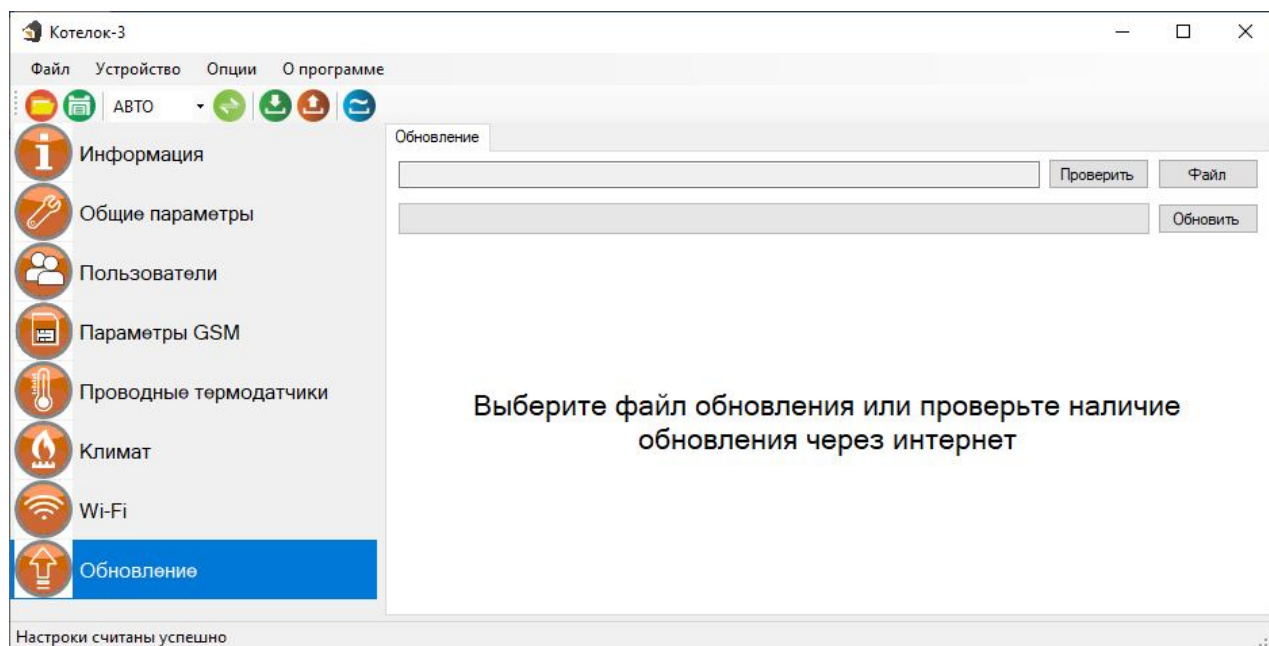 Котелок-3
Файл Устройство Опции О программе
АВТО
Информация
Общие параметры
Пользователи
Параметры GSM
Проводные термодатчики
Климат
Wi-Fi
Обновление
Обновление
Проверить Файл
Обновить
Выберите файл обновления или проверьте наличие
обновления через интернет
Настроки считаны успешно